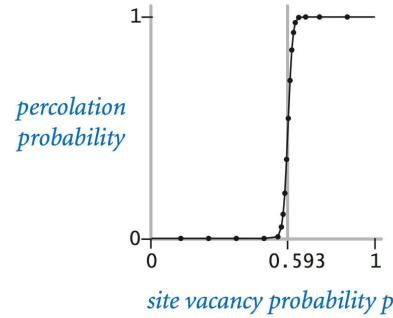 1
percolation
probability
0
0 0.593 1
site vacancy probability p